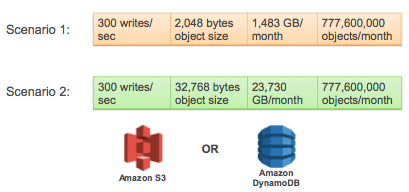 Scenario 1:
300 writes/ 2,048 bytes 1,483 GB/ 777,600,000
sec object size month objects/month
Scenario 2:
300 writes/ 32,768 bytes 23,730 777,600,000
sec object size GB/month objects/month
OR
Amazon S3
Amazon
DynamoDB